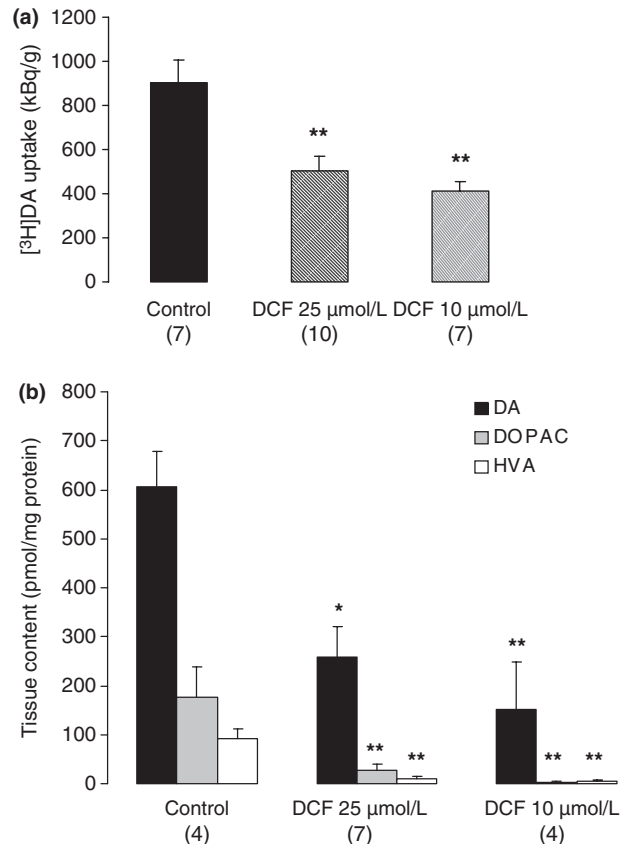 (a)
1200
1000
800
600
400
200
0
[³H]DA uptake (kBq/g)
**
**
Control
(7)
DCF 25 µmol/L
(10)
DCF 10 µmol/L
(7)
(b)
800
700
600
500
400
300
200
100
0
Tissue content (pmol/mg protein)
DA
DOPAC
HVA
*
**
**
**
**
**
Control
(4)
DCF 25 µmol/L
(7)
DCF 10 µmol/L
(4)